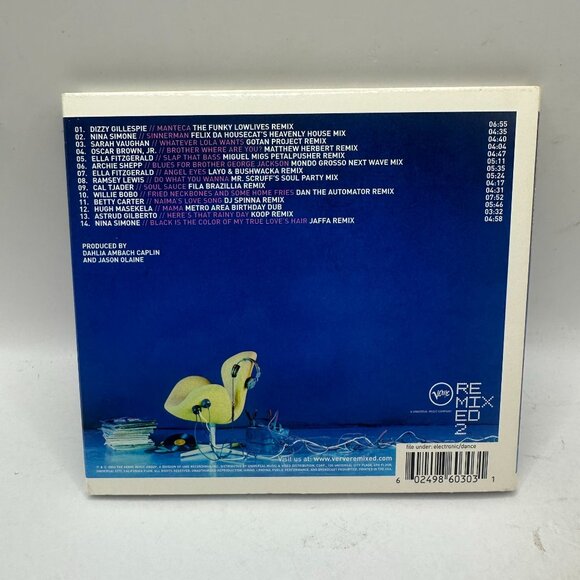 01. DIZZY GILLESPIE // MANTECA THE FUNKY LOWLIVES REMIX 06:55
02. NINA SIMONE // SINNERMAN FELIX DA HOUSECAT'S HEAVENLY HOUSE MIX 04:35
03. SARAH VAUGHAN // WHATEVER LOLA WANTS GOTAN PROJECT REMIX 04:40
04. OSCAR BROWN, JR. // BROTHER WHERE ARE YOU? MATTHEW HERBERT REMIX 04:04
05. ELLA FITZGERALD // SLAP THAT BASS MIGUEL MIGS PETALPUSHER REMIX 04:47
06. ARCHIE SHEPP // BLUES FOR BROTHER GEORGE JACKSON MONDO GROSSO NEXT WAVE MIX 05:11
07. ELLA FITZGERALD // ANGEL EYES LAYO & BUSHWACKA REMIX 05:35
08. RAMSEY LEWIS // DO WHAT YOU WANNA MR. SCRUFF'S SOUL PARTY MIX 05:24
09. CAL TJADER // SOUL SAUCE FILA BRAZILLIA REMIX 04:17
10. WILLIE BOBO // FRIED NECKBONES AND SOME HOME FRIES DAN THE AUTOMATOR REMIX 04:31
11. BETTY CARTER // NAIMA'S LOVE SONG DJ SPINNA REMIX 07:52
12. HUGH MASEKELA // MAMA METRO AREA BIRTHDAY DUB 05:46
13. ASTRUD GILBERTO // HERE'S THAT RAINY DAY KOOP REMIX 03:32
14. NINA SIMONE // BLACK IS THE COLOR OF MY TRUE LOVE'S HAIR JAFFA REMIX 04:58
PRODUCED BY
DAHLIA AMBACH CAPLIN
AND JASON OLAINE
Verve
A UNIVERSAL MUSIC COMPANY
RE
MIX
ED
2
file under: electronic/dance
Visit us at: www.ververemixed.com
6 02498 60303 1